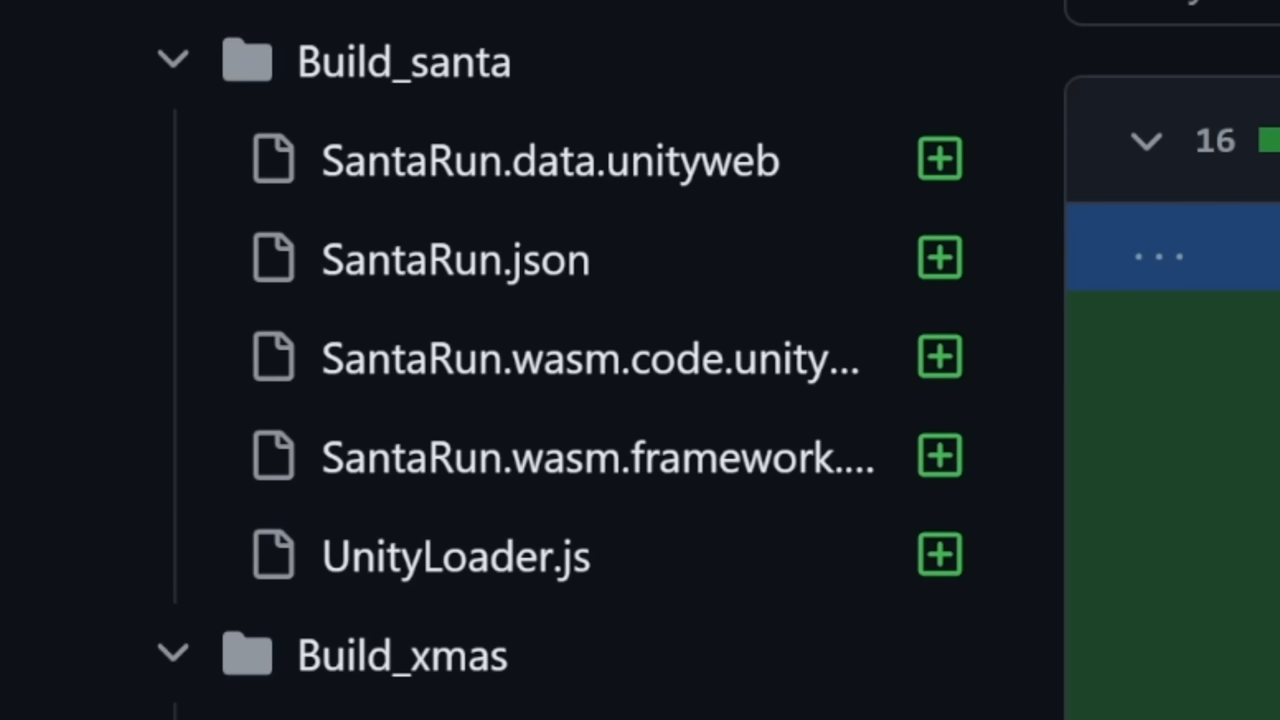 Build_santa
SantaRun.data.unityweb
SantaRun.json
SantaRun.wasm.code.unity...
SantaRun.wasm.framework....
UnityLoader.js
Build_xmas
16
...